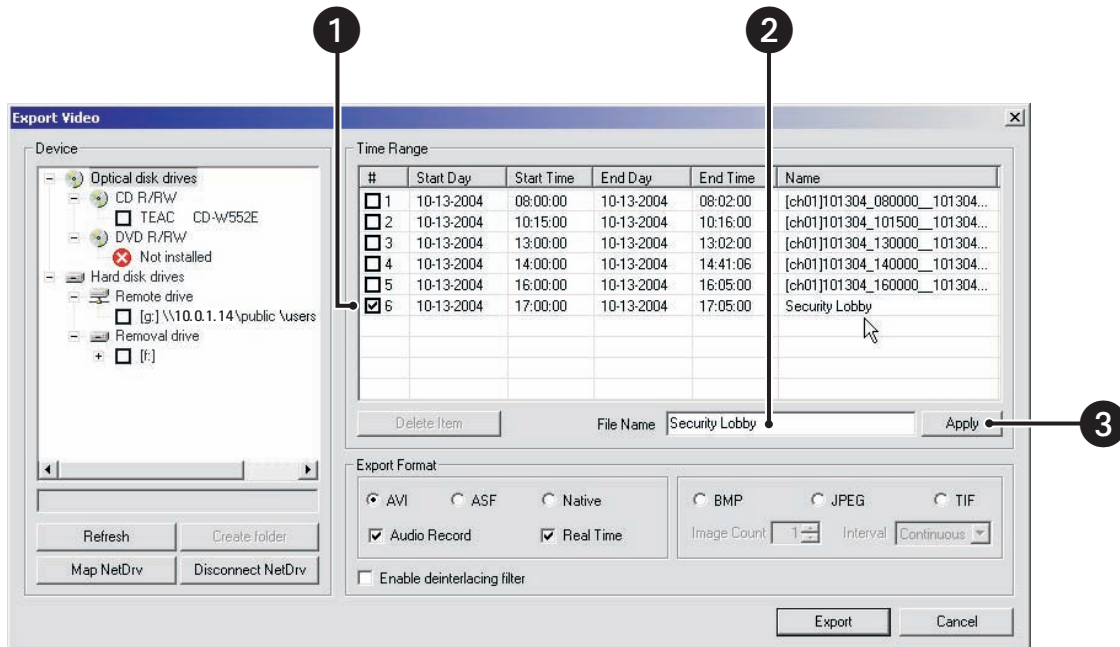 1
2
Export Video
Device
Optical disk drives
CD R/RW
TEAC CD-W552E
DVD R/RW
Not installed
Hard disk drives
Remote drive
[g:] \\10.0.1.14\public \users
Removal drive
[f:]
Refresh
Create folder
Map NetDrv
Disconnect NetDrv
Time Range
# Start Day Start Time End Day End Time Name
1 10-13-2004 08:00:00 10-13-2004 08:02:00 [ch01]101304_080000__101304...
2 10-13-2004 10:15:00 10-13-2004 10:16:00 [ch01]101304_101500__101304...
3 10-13-2004 13:00:00 10-13-2004 13:02:00 [ch01]101304_130000__101304...
4 10-13-2004 14:00:00 10-13-2004 14:41:06 [ch01]101304_140000__101304...
5 10-13-2004 16:00:00 10-13-2004 16:05:00 [ch01]101304_160000__101304...
6 10-13-2004 17:00:00 10-13-2004 17:05:00 Security Lobby
Delete Item File Name Security Lobby Apply
3
Export Format
AVI ASF Native BMP JPEG TIF
Audio Record Real Time Image Count 1 Interval Continuous
Enable deinterlacing filter
Export Cancel